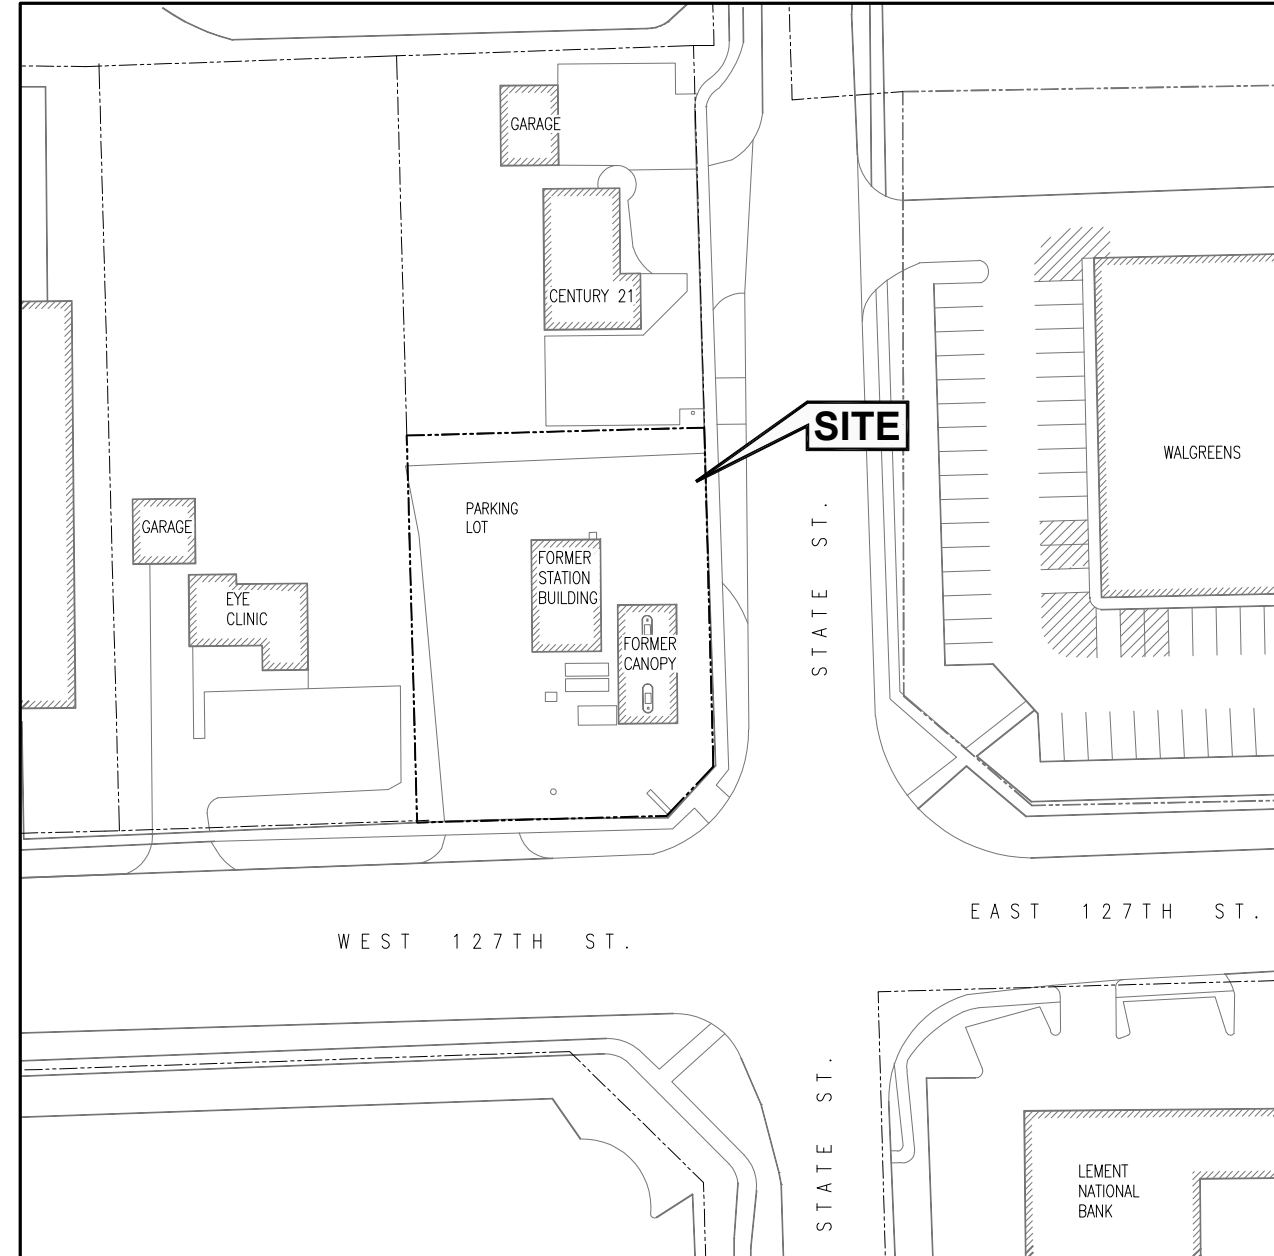 GARAGE
CENTURY 21
SITE
WALGREENS
PARKING
LOT
GARAGE
FORMER
STATION
BUILDING
EYE
CLINIC
FORMER
CANOPY
STATE ST.
EAST 127TH ST.
WEST 127TH ST.
STATE ST.
LEMENT
NATIONAL
BANK